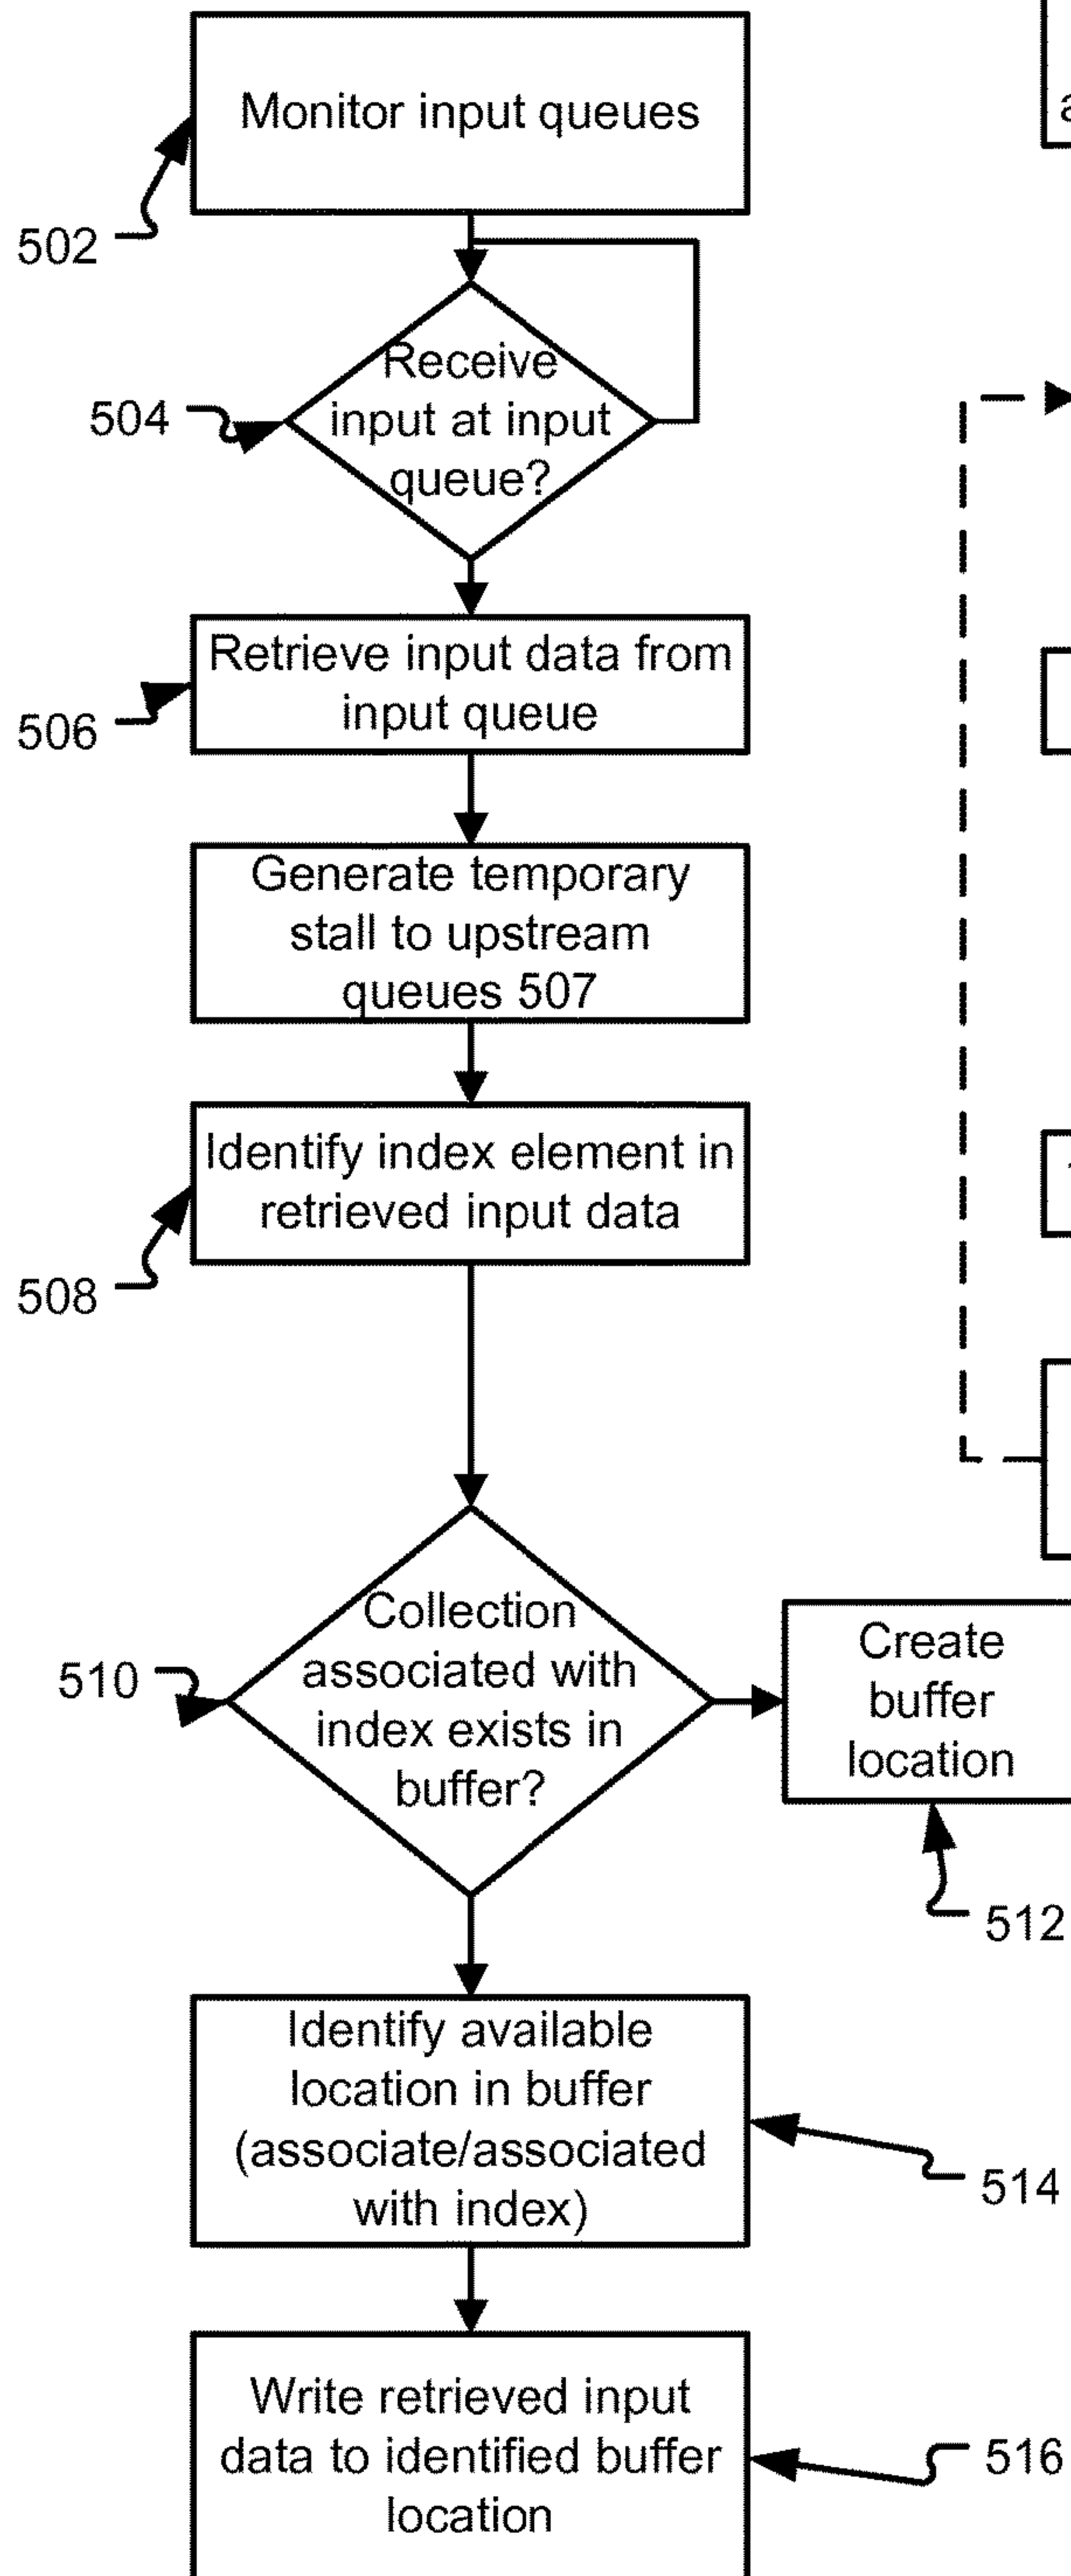 Monitor input queues
502
Receive
input at input
queue?
504
Retrieve input data from
input queue
506
Generate temporary
stall to upstream
queues 507
Identify index element in
retrieved input data
508
Collection
associated with
index exists in
buffer?
510
Create
buffer
location
512
Identify available
location in buffer
(associate/associated
with index)
514
Write retrieved input
data to identified buffer
location
516